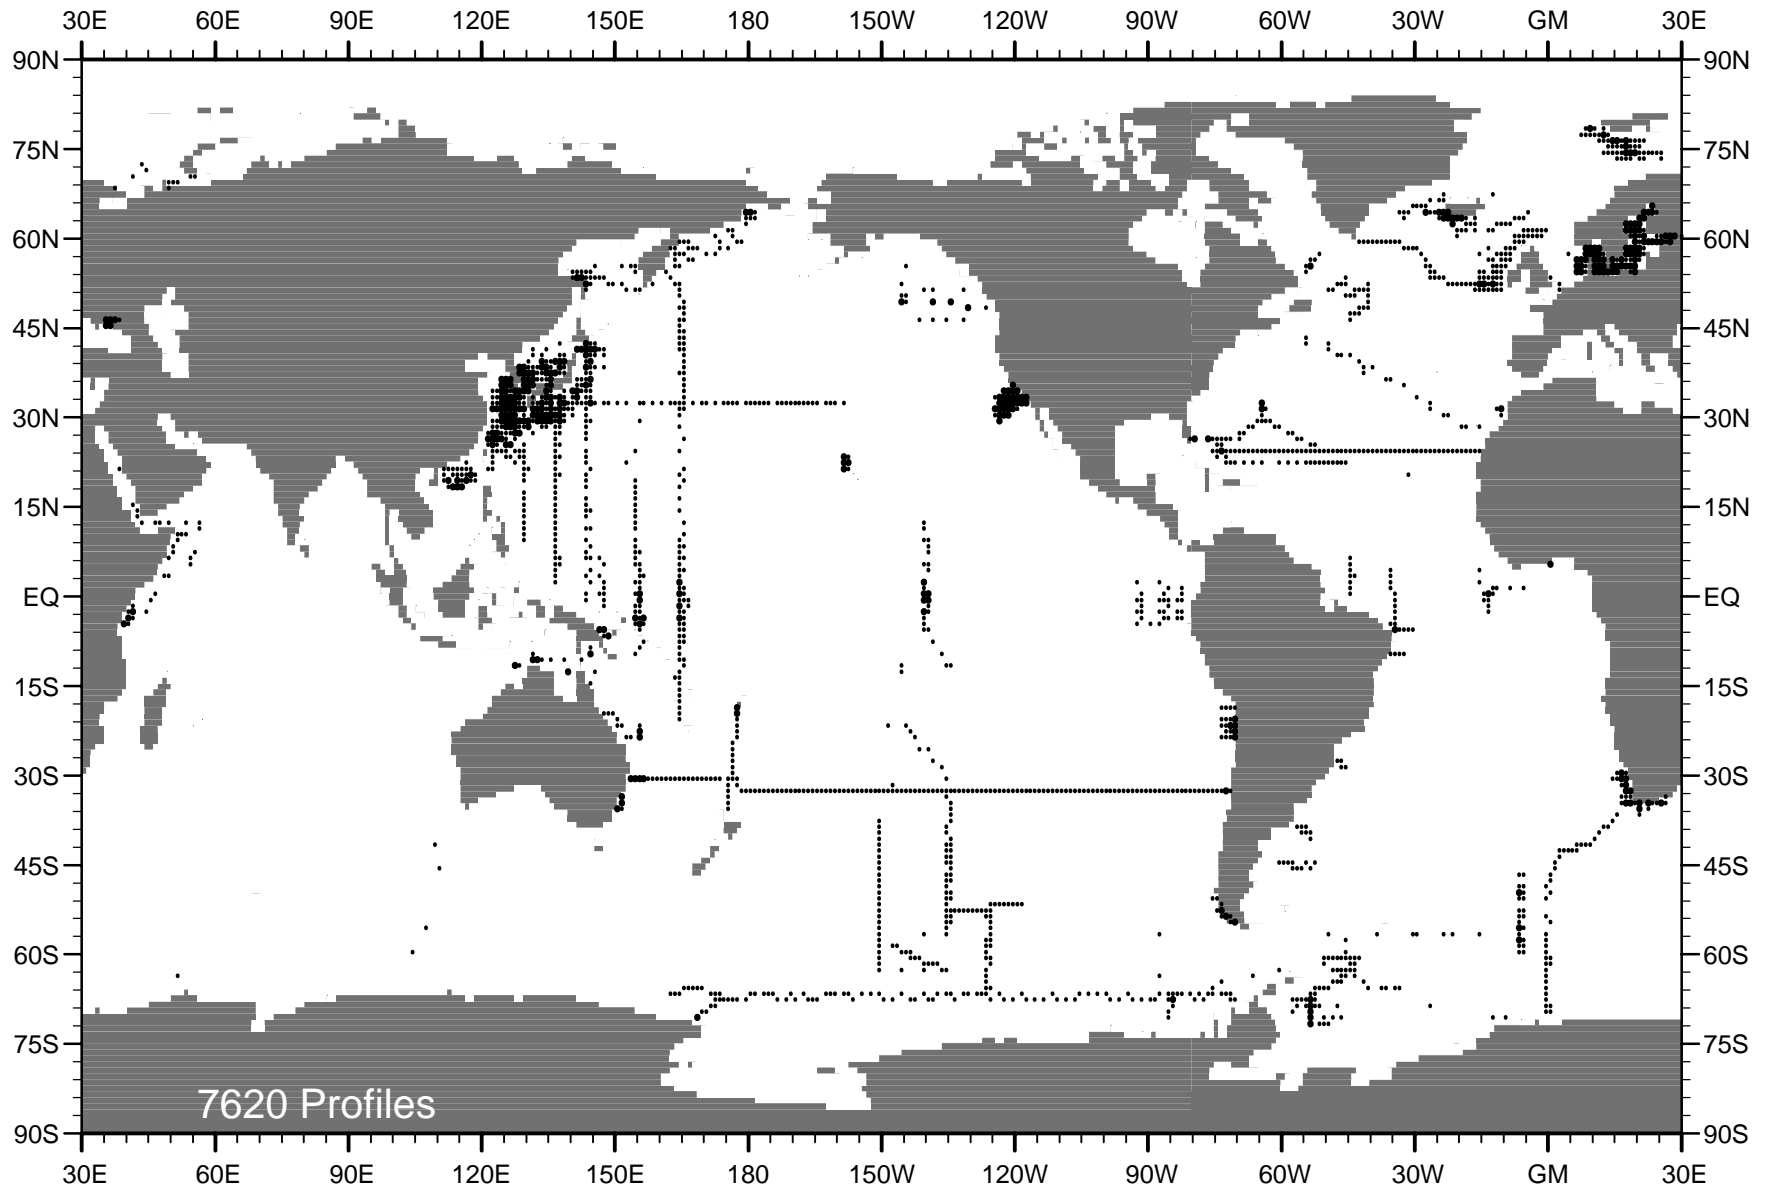 30E 60E 90E 120E 150E 180 150W 120W 90W 60W 30W GM 30E
90N 90N
75N 75N
60N 60N
45N 45N
30N 30N
15N 15N
EQ EQ
15S 15S
30S 30S
45S 45S
60S 60S
75S 75S
7620 Profiles
90S 90S
30E 60E 90E 120E 150E 180 150W 120W 90W 60W 30W GM 30E